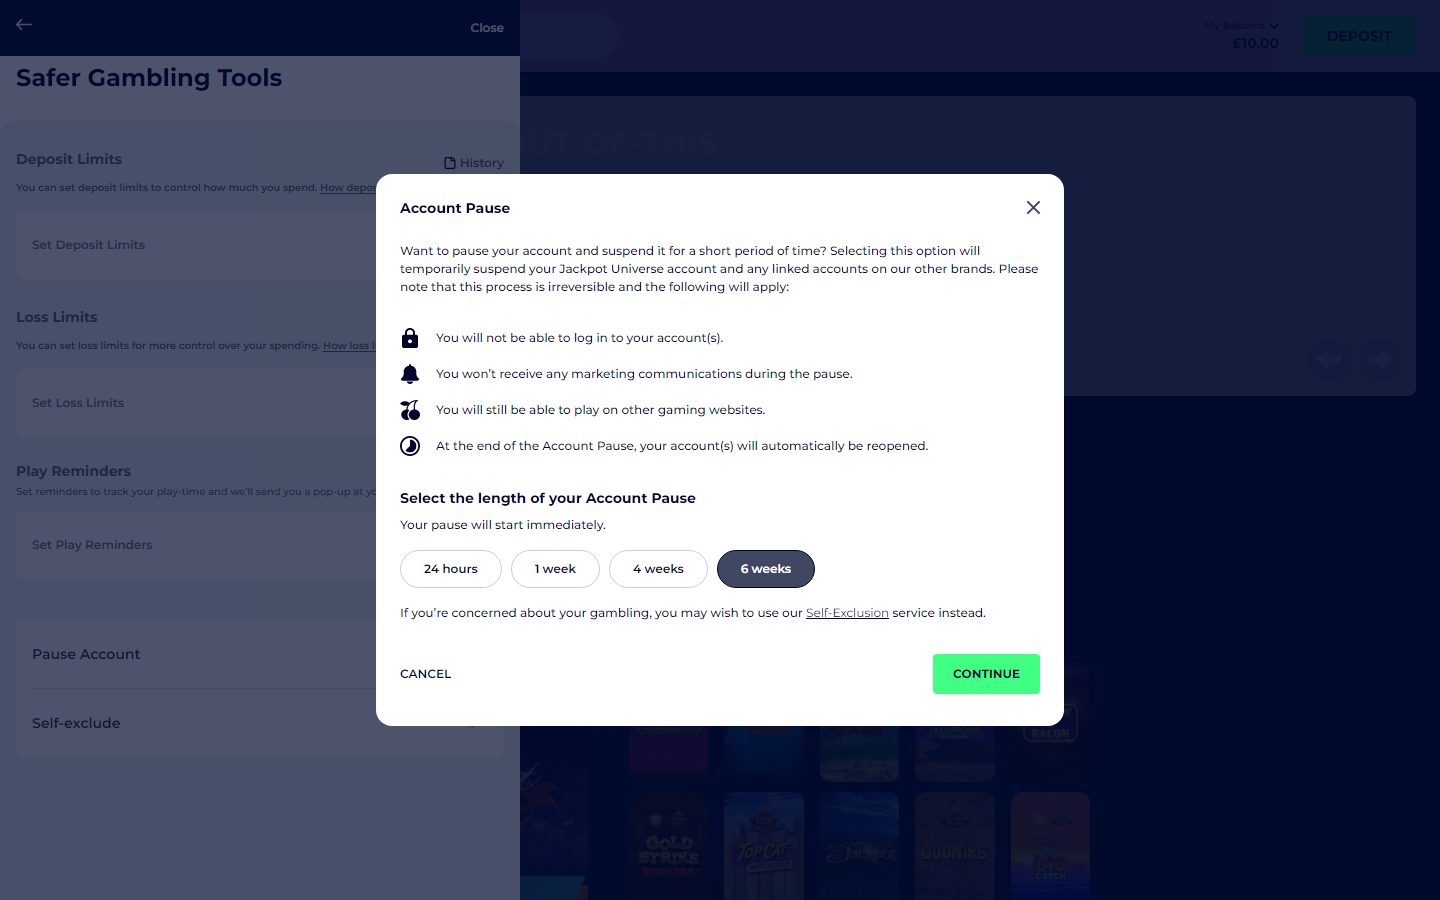 Close
My Balance
£10.00
DEPOSIT
Safer Gambling Tools
UT-OF-THIS
Deposit Limits
History
You can set deposit limits to control how much you spend. How depos
Set Deposit Limits
Loss Limits
You can set loss limits for more control over your spending. How loss l
Set Loss Limits
Play Reminders
Set reminders to track your play-time and we'll send you a pop-up at yo
Set Play Reminders
Pause Account
Self-exclude
Account Pause
Want to pause your account and suspend it for a short period of time? Selecting this option will
temporarily suspend your Jackpot Universe account and any linked accounts on our other brands. Please
note that this process is irreversible and the following will apply:
You will not be able to log in to your account(s).
You won't receive any marketing communications during the pause.
You will still be able to play on other gaming websites.
At the end of the Account Pause, your account(s) will automatically be reopened.
Select the length of your Account Pause
Your pause will start immediately.
24 hours
1 week
4 weeks
6 weeks
If you're concerned about your gambling, you may wish to use our Self-Exclusion service instead.
CANCEL
CONTINUE
BACON
GOLD
STRIKE
BONANZA
TOP CAT
GOONIES
BIG
CATCH